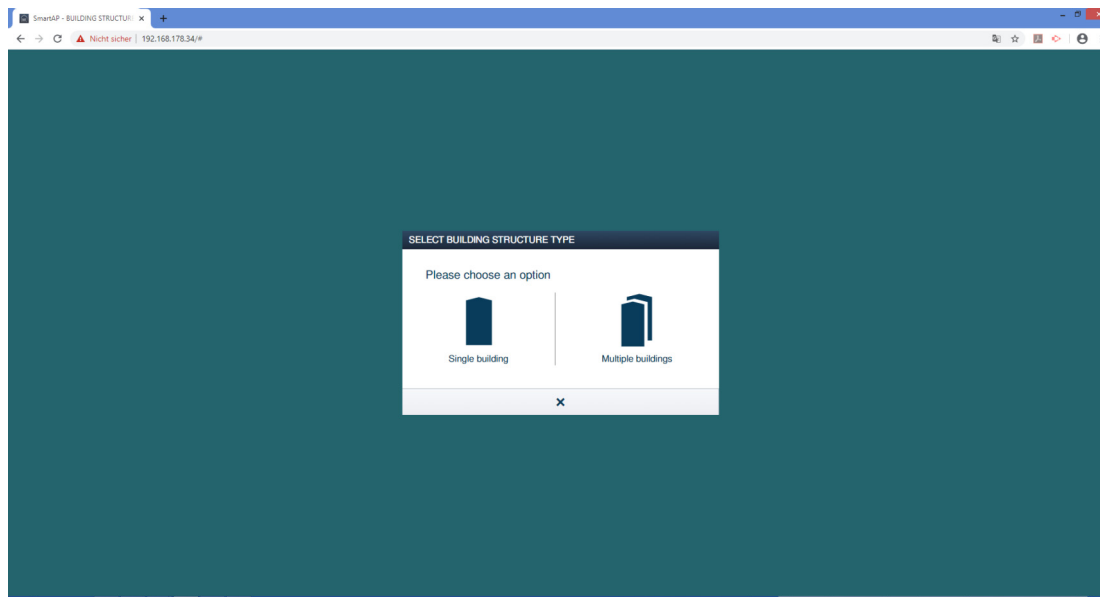 SmartAP - BUILDING STRUCTUR
Nicht sicher | 192.168.178.34/#
SELECT BUILDING STRUCTURE TYPE
Please choose an option
Single building
Multiple buildings